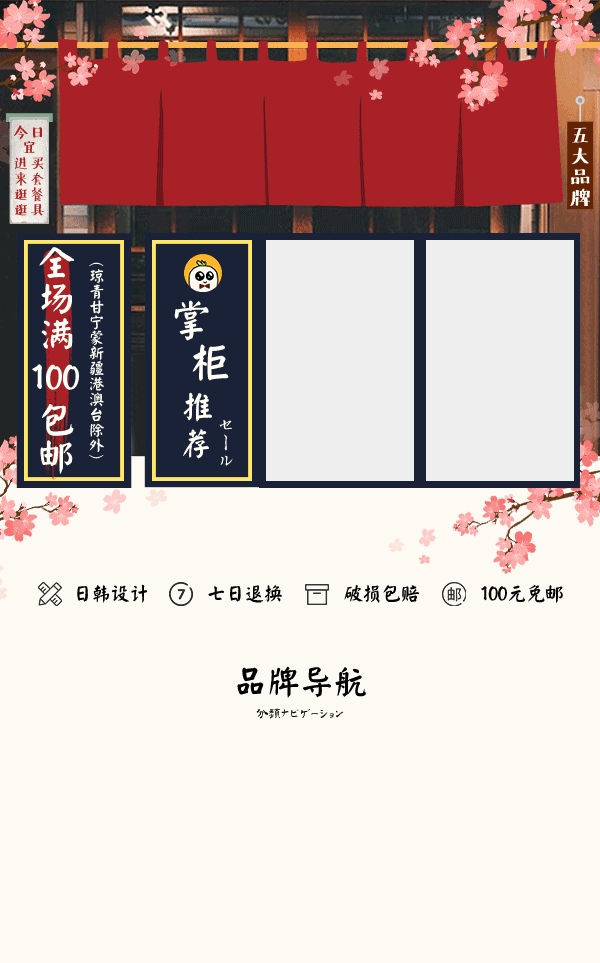 今日宜
进来逛逛
买套餐具
五大品牌
全场满100包邮
（琼青甘宁蒙新疆港澳台除外）
掌柜推荐
セール
日韩设计
7
七日退换
破损包赔
邮
100元免邮
品牌导航
分類ナビゲーション